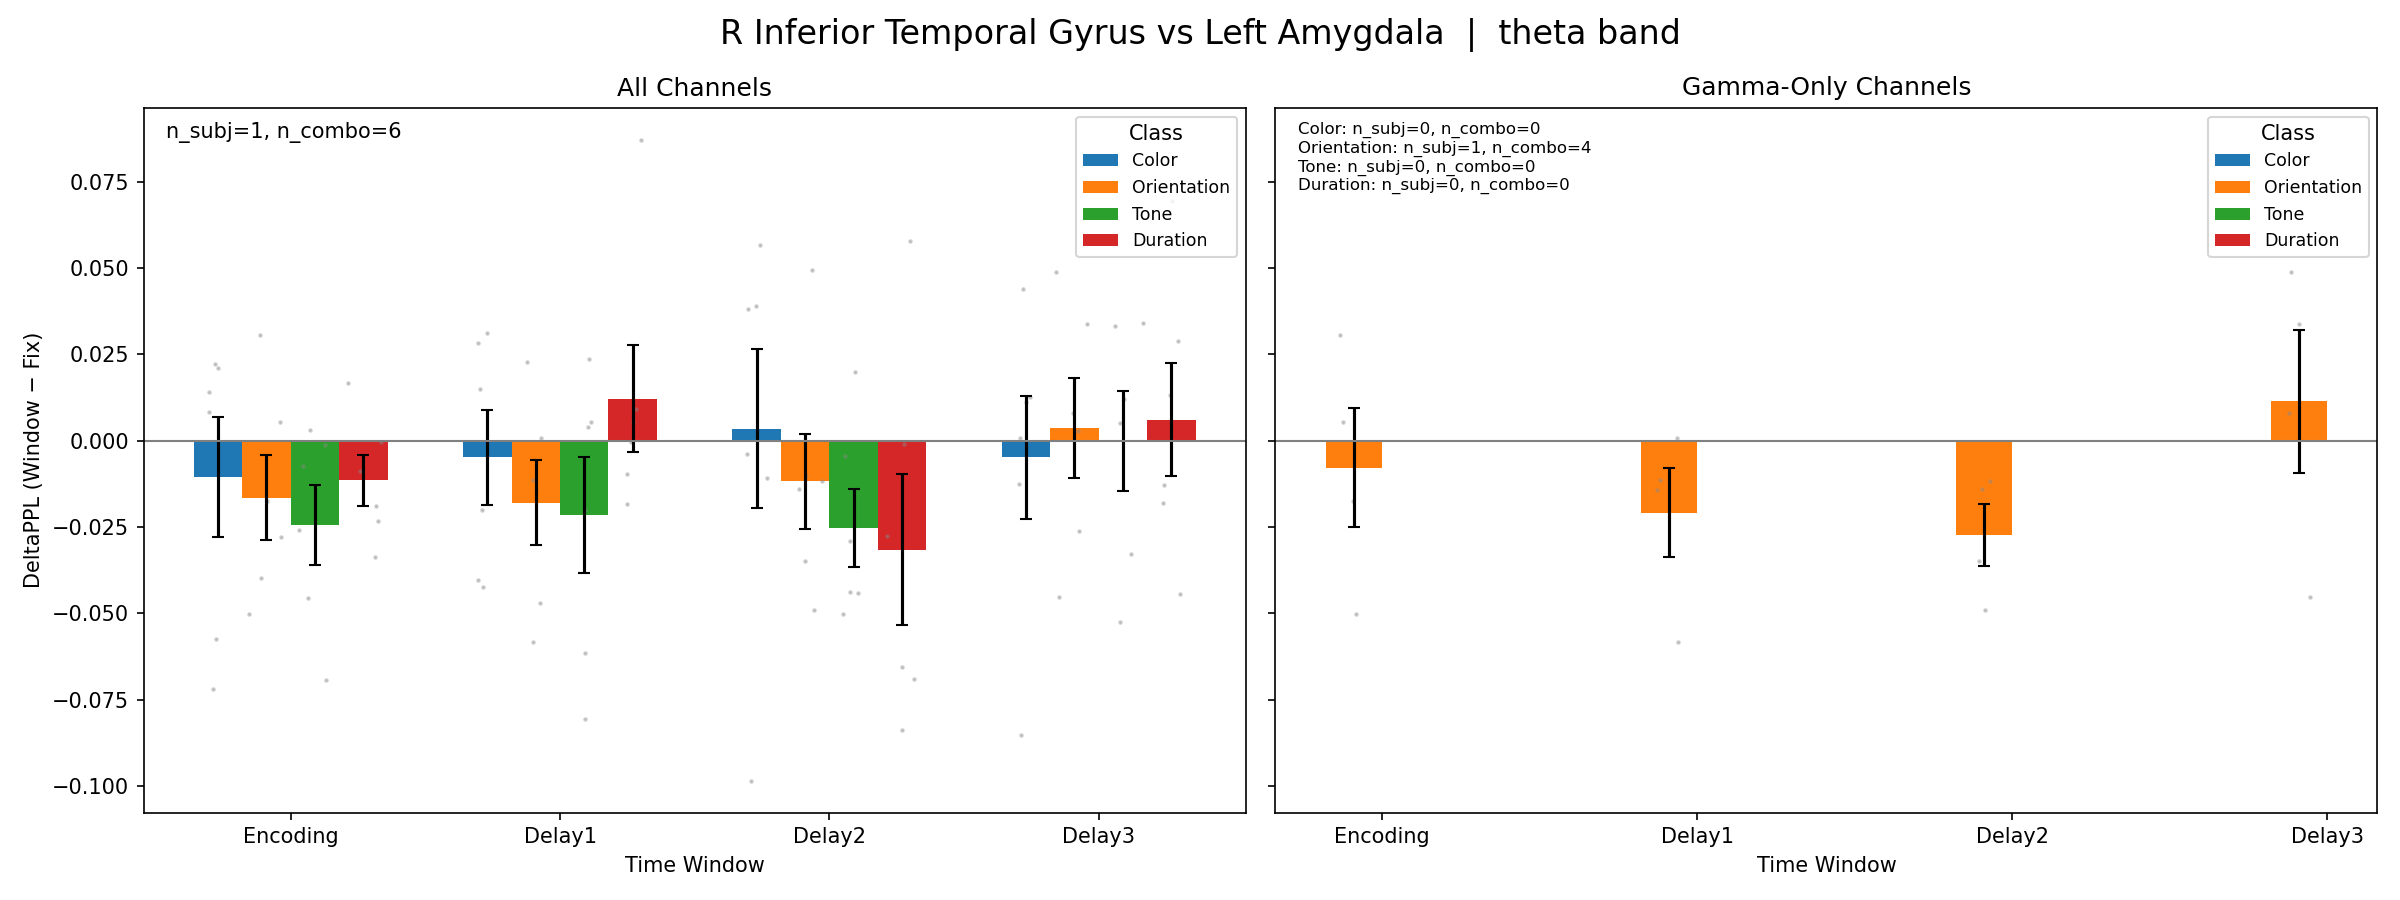 R Inferior Temporal Gyrus vs Left Amygdala | theta band
All Channels
n_subj=1, n_combo=6
Class
Color
Orientation
Tone
Duration
DeltaPPL (Window − Fix)
0.075
0.050
0.025
0.000
−0.025
−0.050
−0.075
−0.100
Encoding
Delay1
Delay2
Delay3
Time Window
Gamma-Only Channels
Color: n_subj=0, n_combo=0
Orientation: n_subj=1, n_combo=4
Tone: n_subj=0, n_combo=0
Duration: n_subj=0, n_combo=0
Class
Color
Orientation
Tone
Duration
Encoding
Delay1
Delay2
Delay3
Time Window